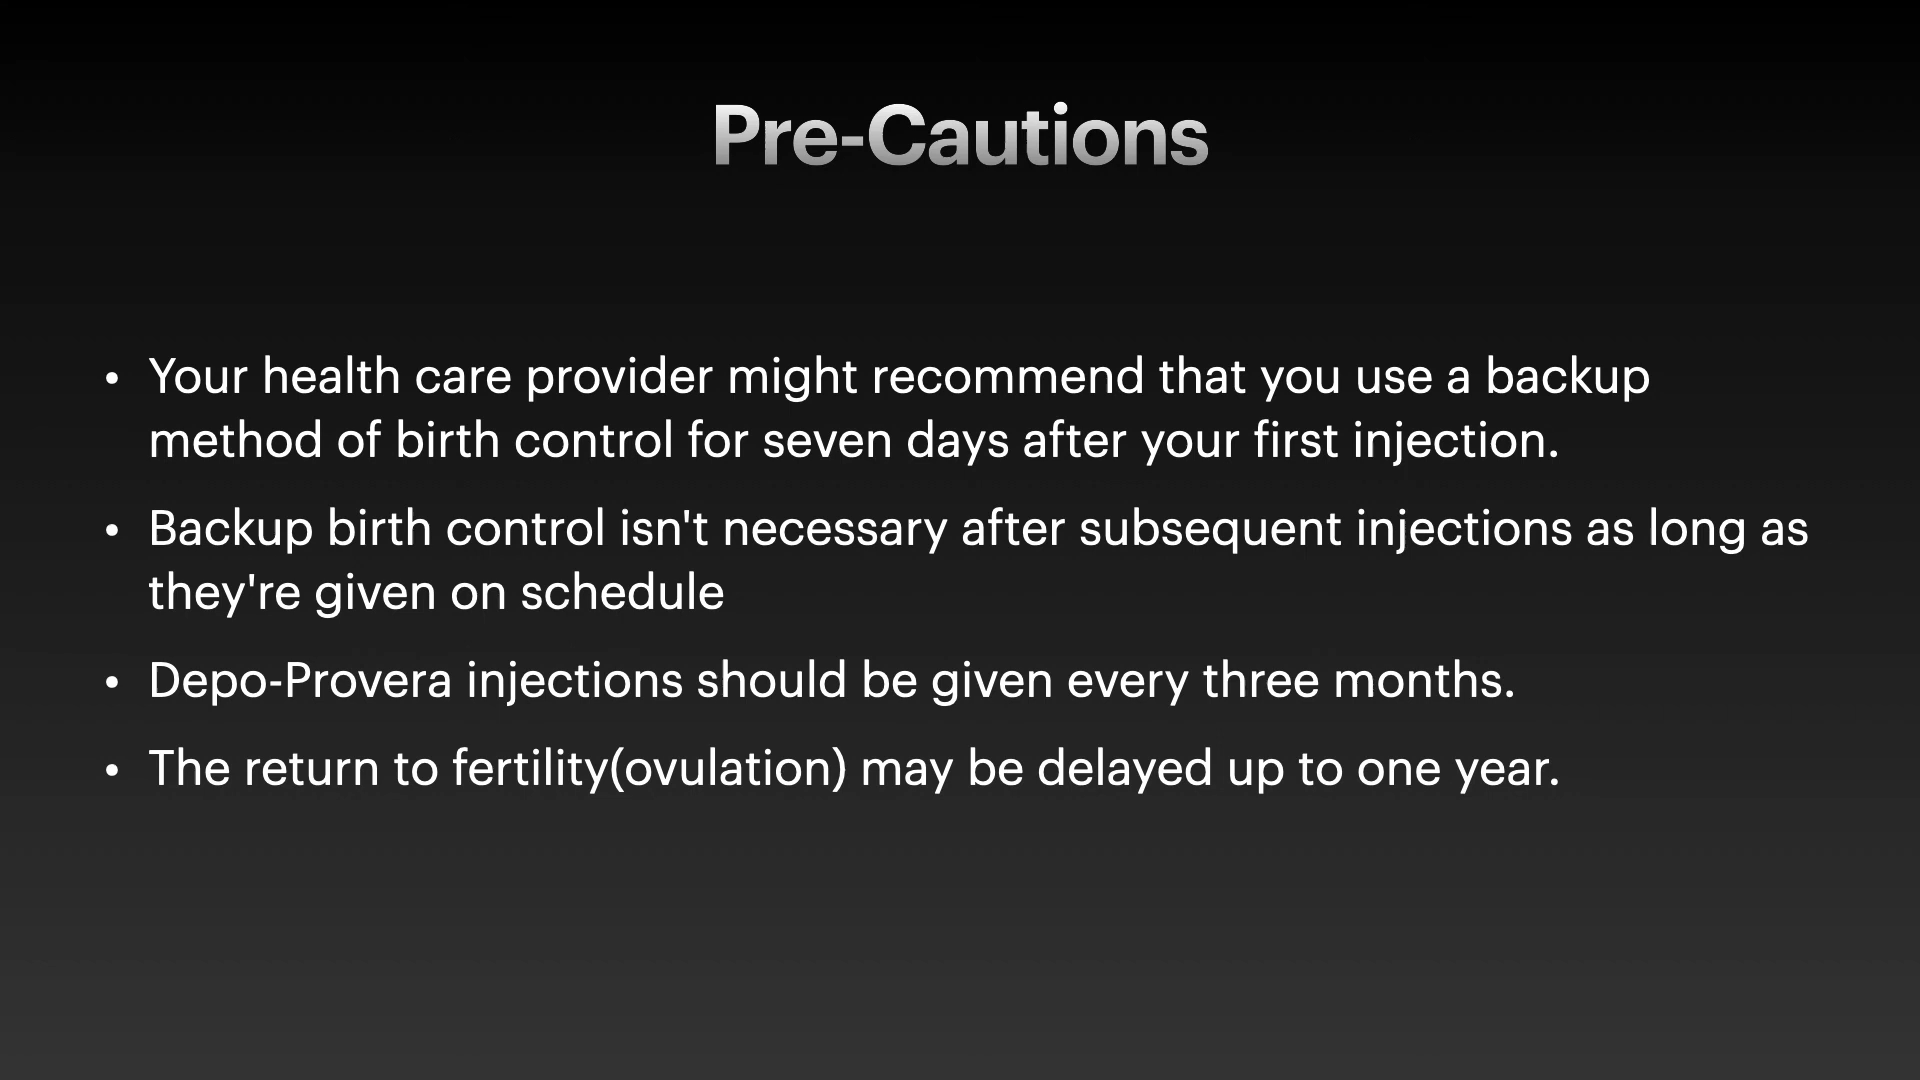 Pre-Cautions
• Your health care provider might recommend that you use a backup
method of birth control for seven days after your first injection.
• Backup birth control isn't necessary after subsequent injections as long as
they're given on schedule
• Depo-Provera injections should be given every three months.
• The return to fertility(ovulation) may be delayed up to one year.